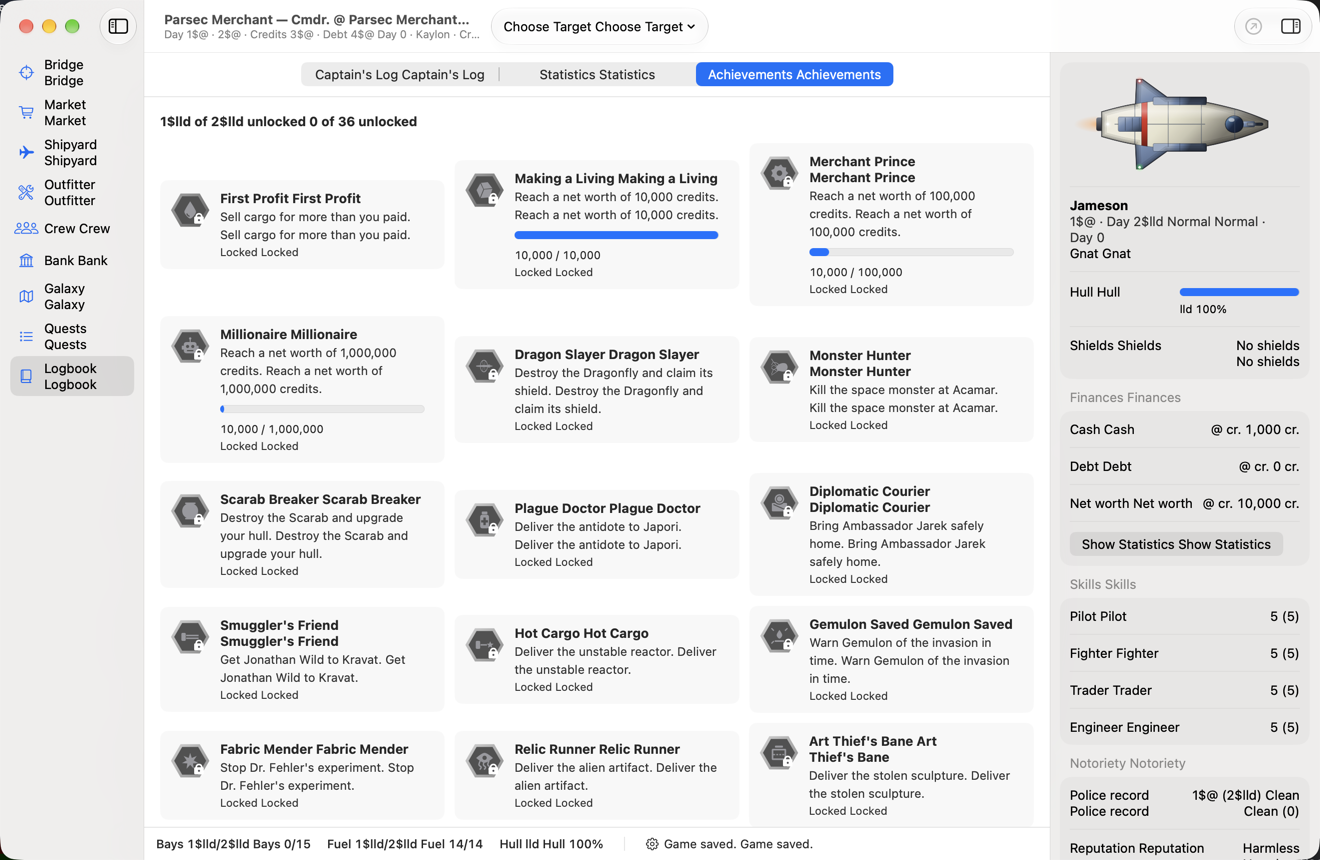 Parsec Merchant — Cmdr. @ Parsec Merchant...
Day 1$@ · 2$@ · Credits 3$@ · Debt 4$@ Day 0 · Kaylon · Cr...
Choose Target Choose Target
Bridge
Bridge
Market
Market
Shipyard
Shipyard
Outfitter
Outfitter
Crew Crew
Bank Bank
Galaxy
Galaxy
Quests
Quests
Logbook
Logbook
Captain's Log Captain's Log
Statistics Statistics
Achievements Achievements
1$lld of 2$lld unlocked 0 of 36 unlocked
First Profit First Profit
Sell cargo for more than you paid.
Sell cargo for more than you paid.
Locked Locked
Making a Living Making a Living
Reach a net worth of 10,000 credits.
Reach a net worth of 10,000 credits.
10,000 / 10,000
Locked Locked
Merchant Prince
Merchant Prince
Reach a net worth of 100,000
credits. Reach a net worth of
100,000 credits.
10,000 / 100,000
Locked Locked
Millionaire Millionaire
Reach a net worth of 1,000,000
credits. Reach a net worth of
1,000,000 credits.
10,000 / 1,000,000
Locked Locked
Dragon Slayer Dragon Slayer
Destroy the Dragonfly and claim its
shield. Destroy the Dragonfly and
claim its shield.
Locked Locked
Monster Hunter
Monster Hunter
Kill the space monster at Acamar.
Kill the space monster at Acamar.
Locked Locked
Scarab Breaker Scarab Breaker
Destroy the Scarab and upgrade
your hull. Destroy the Scarab and
upgrade your hull.
Locked Locked
Plague Doctor Plague Doctor
Deliver the antidote to Japori.
Deliver the antidote to Japori.
Locked Locked
Diplomatic Courier
Diplomatic Courier
Bring Ambassador Jarek safely
home. Bring Ambassador Jarek
safely home.
Locked Locked
Smuggler's Friend
Smuggler's Friend
Get Jonathan Wild to Kravat. Get
Jonathan Wild to Kravat.
Locked Locked
Hot Cargo Hot Cargo
Deliver the unstable reactor. Deliver
the unstable reactor.
Locked Locked
Gemulon Saved Gemulon Saved
Warn Gemulon of the invasion in
time. Warn Gemulon of the invasion
in time.
Locked Locked
Fabric Mender Fabric Mender
Stop Dr. Fehler's experiment. Stop
Dr. Fehler's experiment.
Locked Locked
Relic Runner Relic Runner
Deliver the alien artifact. Deliver the
alien artifact.
Locked Locked
Art Thief's Bane Art
Thief's Bane
Deliver the stolen sculpture. Deliver
the stolen sculpture.
Locked Locked
Bays 1$lld/2$lld Bays 0/15
Fuel 1$lld/2$lld Fuel 14/14
Hull lld Hull 100%
Game saved. Game saved.
Jameson
1$@ · Day 2$lld Normal Normal ·
Day 0
Gnat Gnat
Hull Hull
lld 100%
Shields Shields
No shields
No shields
Finances Finances
Cash Cash @ cr. 1,000 cr.
Debt Debt @ cr. 0 cr.
Net worth Net worth @ cr. 10,000 cr.
Show Statistics Show Statistics
Skills Skills
Pilot Pilot 5 (5)
Fighter Fighter 5 (5)
Trader Trader 5 (5)
Engineer Engineer 5 (5)
Notoriety Notoriety
Police record 1$@ (2$lld) Clean
Police record Clean (0)
Reputation Reputation Harmless